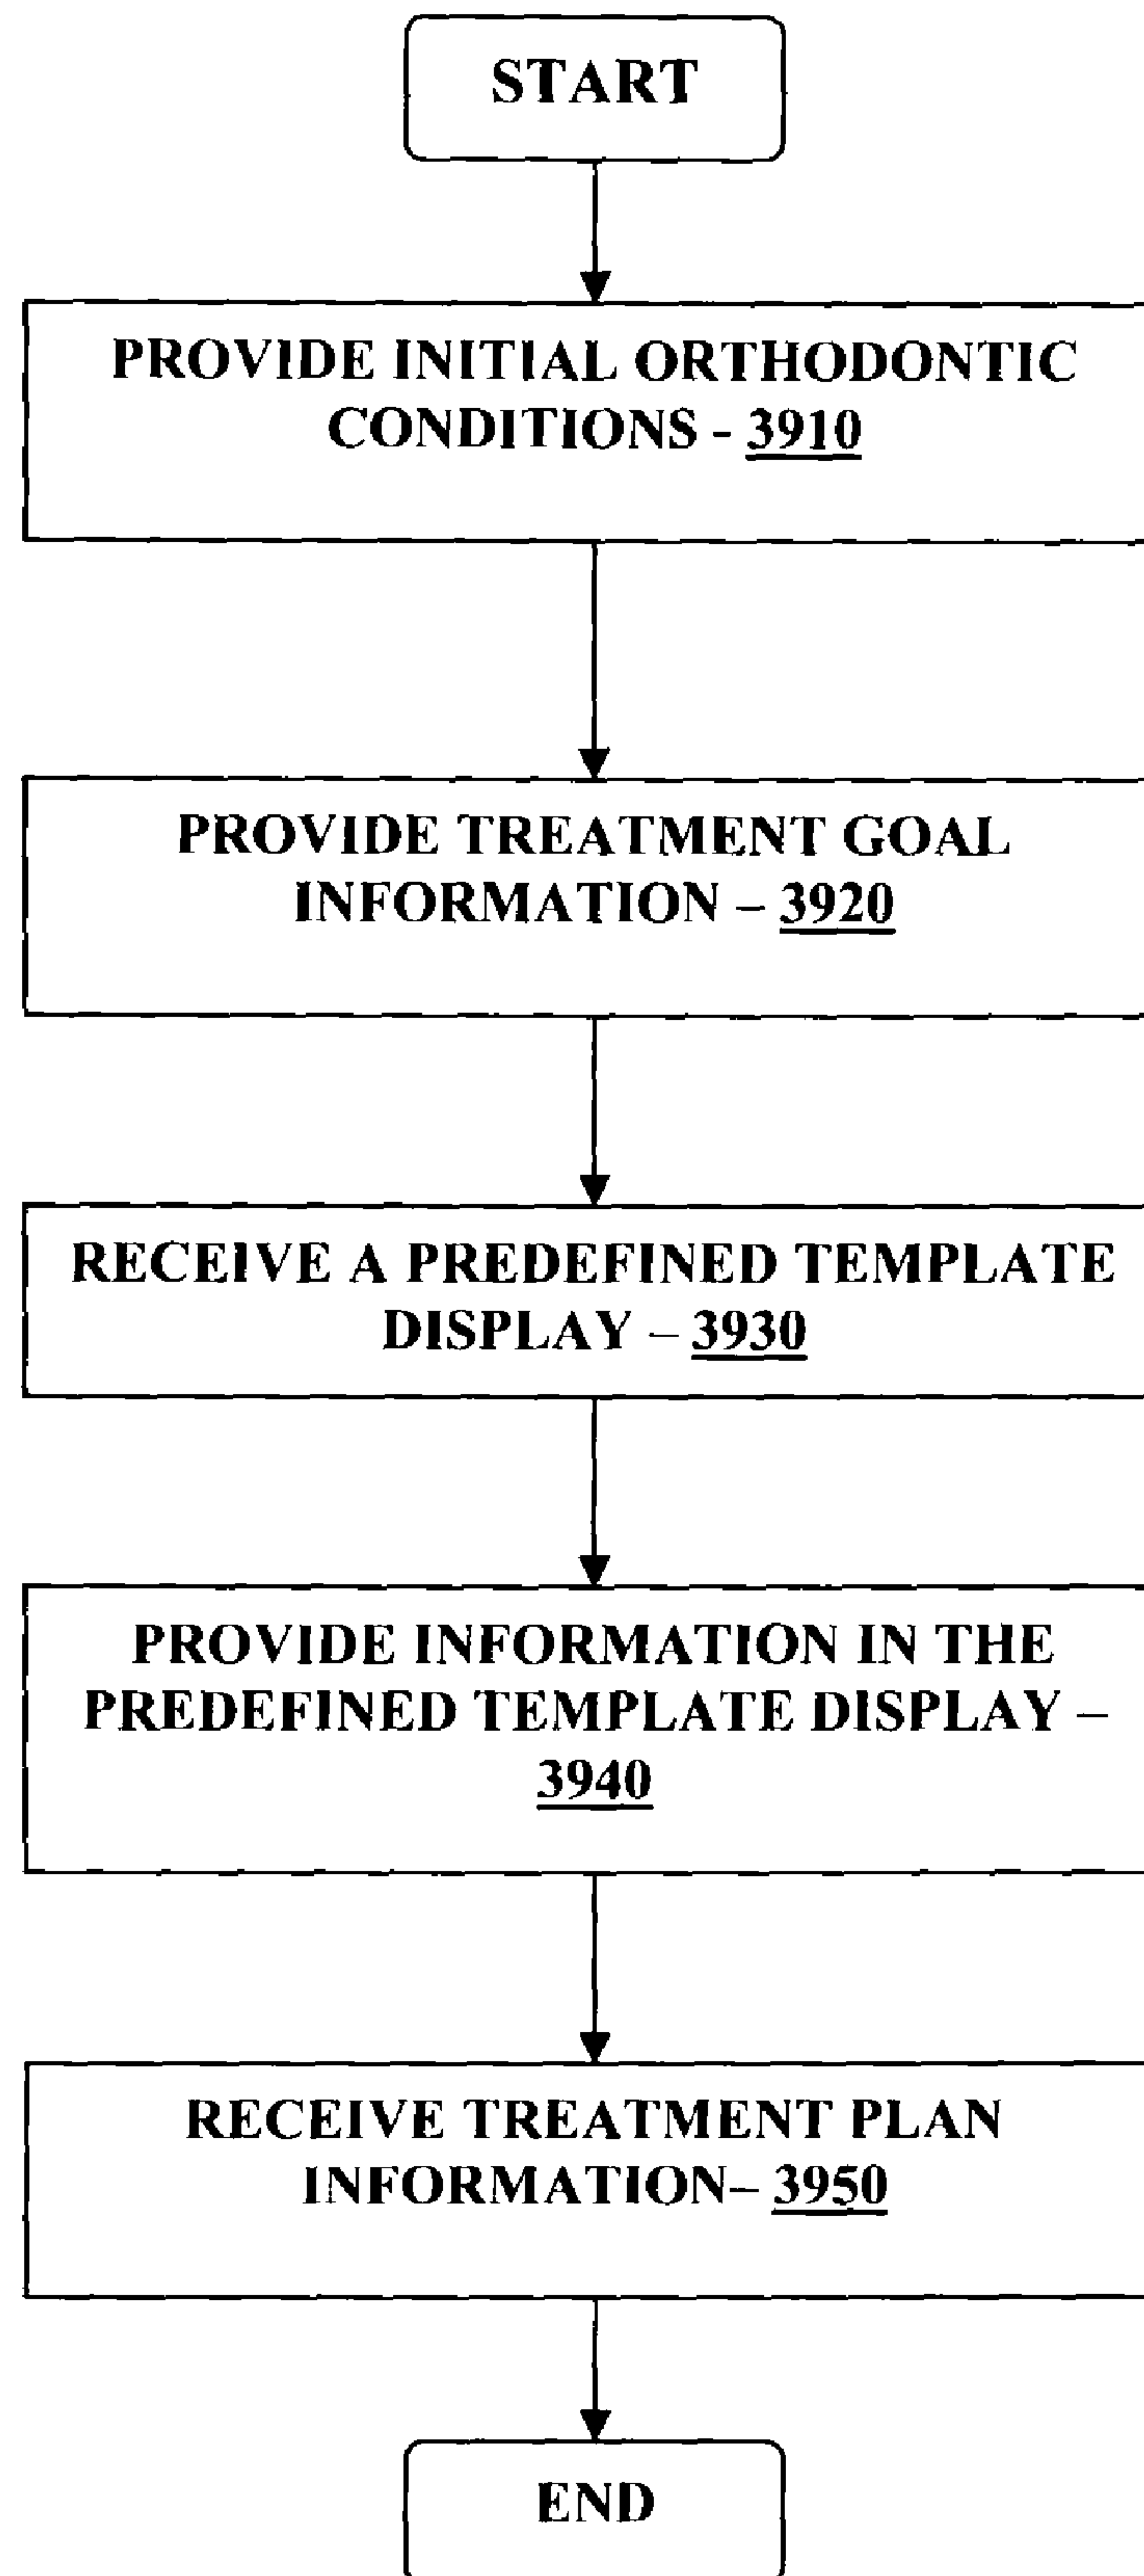 START
PROVIDE INITIAL ORTHODONTIC
CONDITIONS - 3910
PROVIDE TREATMENT GOAL
INFORMATION – 3920
RECEIVE A PREDEFINED TEMPLATE
DISPLAY – 3930
PROVIDE INFORMATION IN THE
PREDEFINED TEMPLATE DISPLAY –
3940
RECEIVE TREATMENT PLAN
INFORMATION– 3950
END